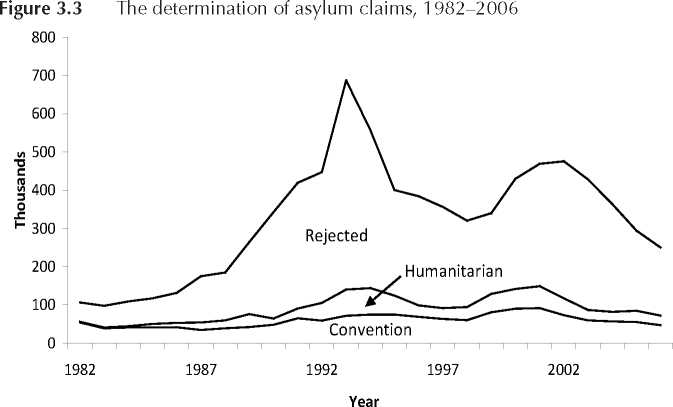 Figure 3.3 The determination of asylum claims, 1982–2006
800
700
600
500
400
300
200
100
0
Thousands
Rejected
Humanitarian
Convention
1982 1987 1992 1997 2002
Year